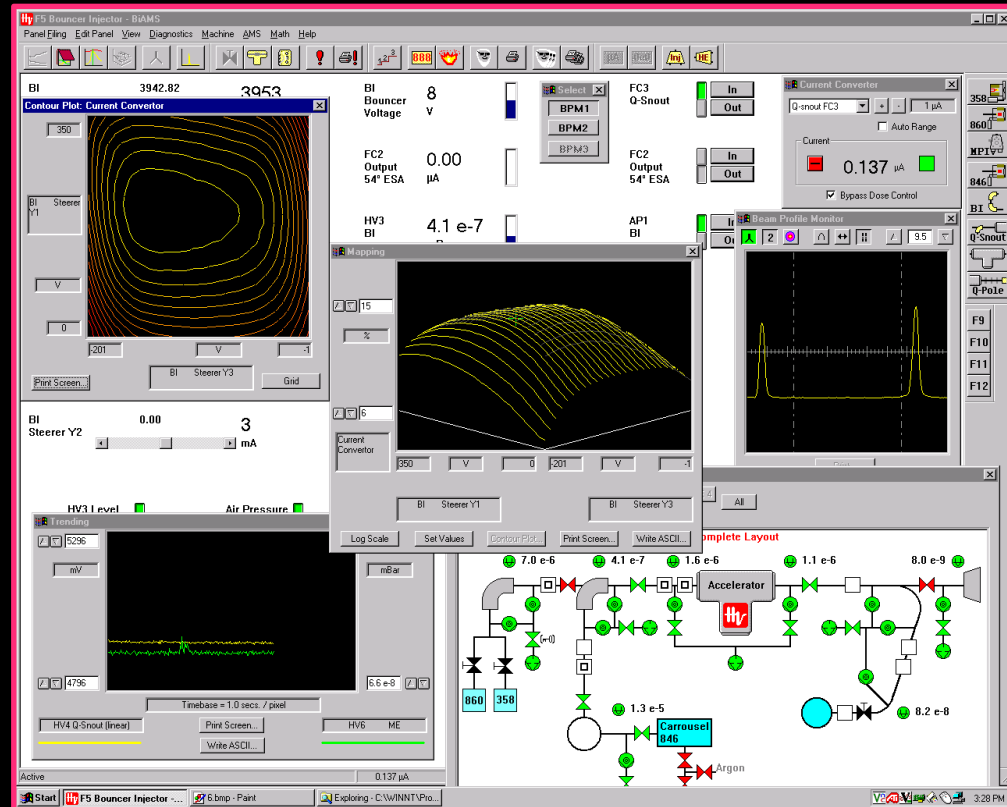 F5 Bouncer Injector - BiAMS
Panel Filing Edit Panel View Diagnostics Machine AMS Math Help
888
Inj
HE
BI 3942.82 3953
Contour Plot: Current Convertor
350
BI Steerer
Y1
V
0
-201 V -1
BI Steerer Y3
Print Screen...
Grid
BI
Bouncer
Voltage
8
V
FC2
Output
54° ESA
0.00
µA
HV3
BI
4.1 e-7
Select
BPM1
BPM2
BPM3
FC3
Q-Snout
In
Out
FC2
Output
54° ESA
In
Out
AP1
BI
Current Converter
Q-snout FC3 + - 1 µA
Auto Range
Current
0.137 µA
Bypass Dose Control
358
860
MPI
846
BI
Q-Snout
Q-Pole
F9
F10
F11
F12
Beam Profile Monitor
2 9.5
Mapping
15
%
6
Current
Convertor
350 V 0 -201 V -1
BI Steerer Y1
BI Steerer Y3
Log Scale Set Values Contour Plot... Print Screen... Write ASCII...
BI
Steerer Y2
0.00
3
mA
HV3 Level
Air Pressure
Trending
5296
mV
mBar
4796
6.6 e-8
Timebase = 1.0 secs. / pixel
HV4 Q-Snout (linear)
Print Screen...
HV6 ME
Write ASCII...
All
Complete Layout
7.0 e-6 4.1 e-7 1.6 e-6 1.1 e-6 8.0 e-9
Accelerator
860 358
1.3 e-5
Carrousel
846
Argon
8.2 e-8
Active
0.137 µA
Start
F5 Bouncer Injector -...
6.bmp - Paint
Exploring - C:\WINNT\Pro...
3:28 PM